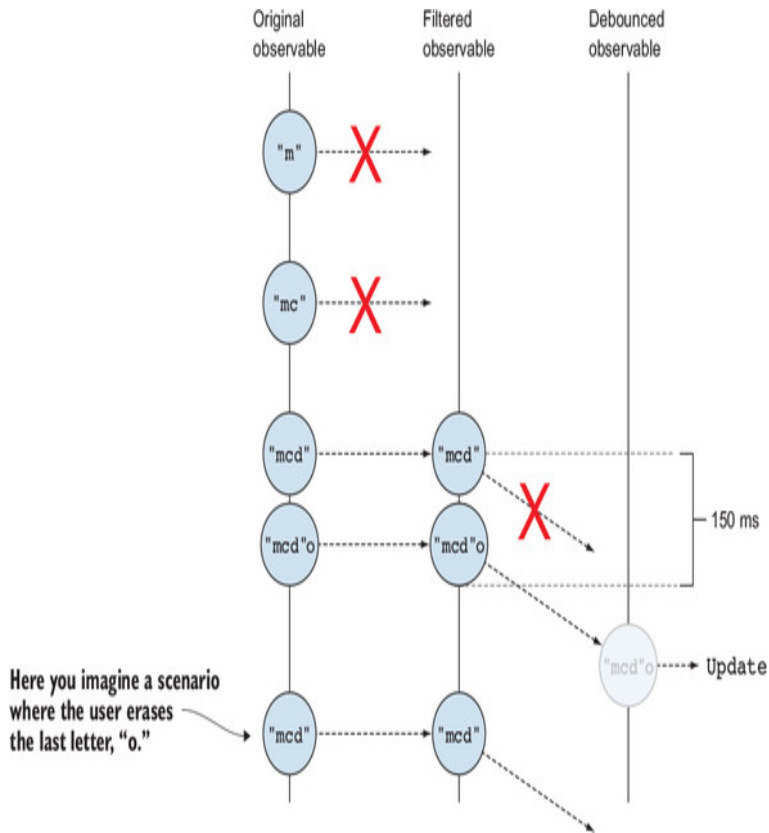 Original
observable
Filtered
observable
Debounced
observable
"m"
"mc"
"mcd"
"mcd"
"mcd"o
"mcd"o
150 ms
"mcd"o
Update
Here you imagine a scenario
where the user erases
the last letter, “o.”
"mcd"
"mcd"